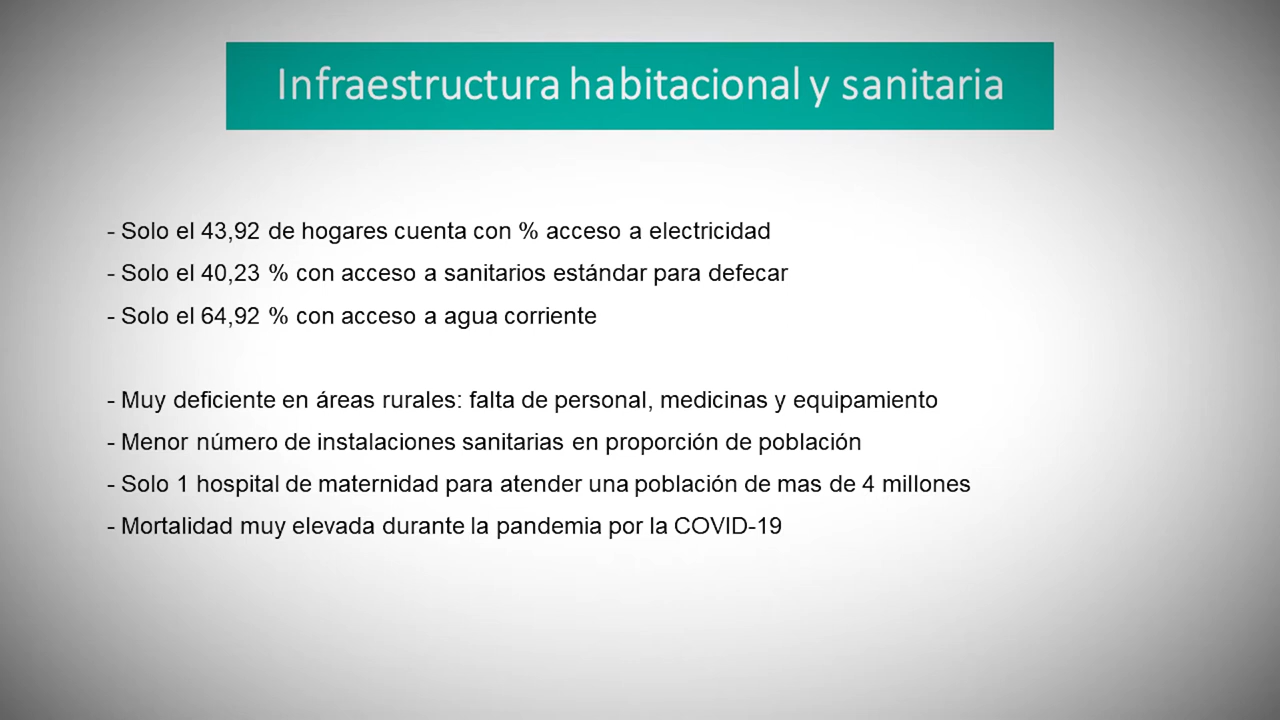 Infraestructura habitacional y sanitaria
- Solo el 43,92 de hogares cuenta con % acceso a electricidad
- Solo el 40,23 % con acceso a sanitarios estándar para defecar
- Solo el 64,92 % con acceso a agua corriente
- Muy deficiente en áreas rurales: falta de personal, medicinas y equipamiento
- Menor número de instalaciones sanitarias en proporción de población
- Solo 1 hospital de maternidad para atender una población de mas de 4 millones
- Mortalidad muy elevada durante la pandemia por la COVID-19